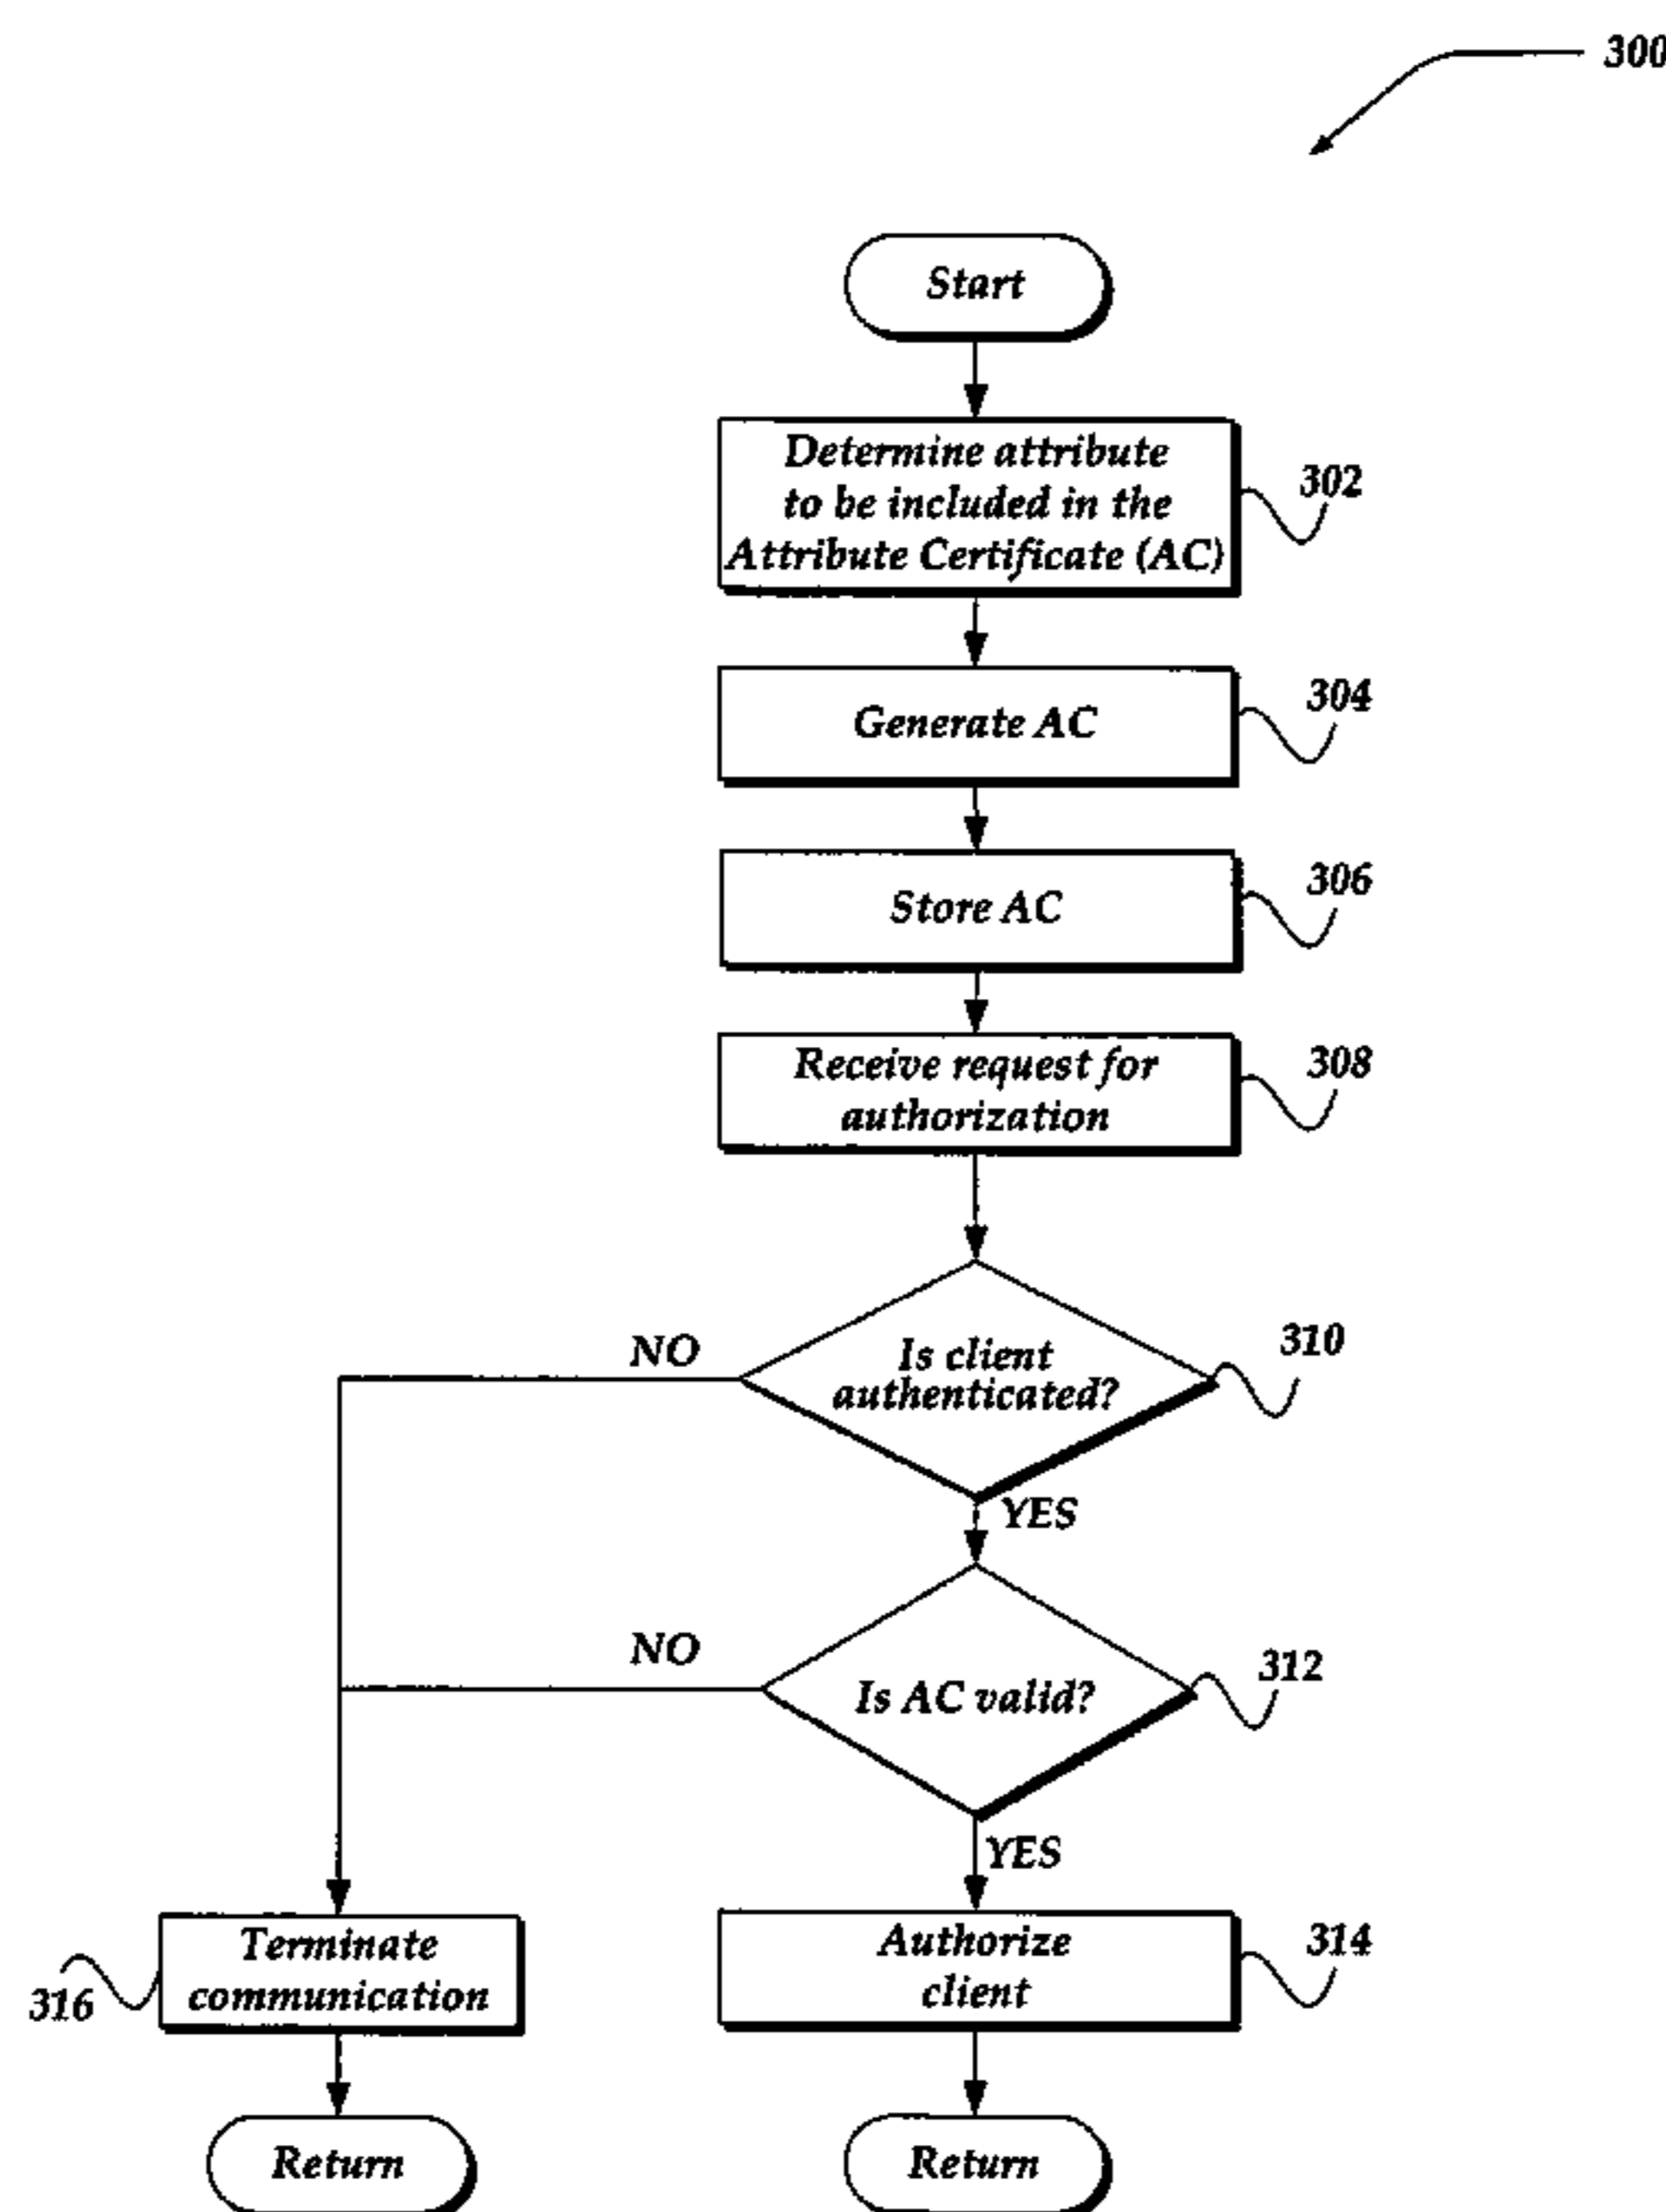 300
Start
Determine attribute
to be included in the
Attribute Certificate (AC)
302
Generate AC
304
Store AC
306
Receive request for
authorization
308
Is client
authenticated?
310
NO
YES
Is AC valid?
312
NO
YES
Terminate
communication
316
Authorize
client
314
Return
Return